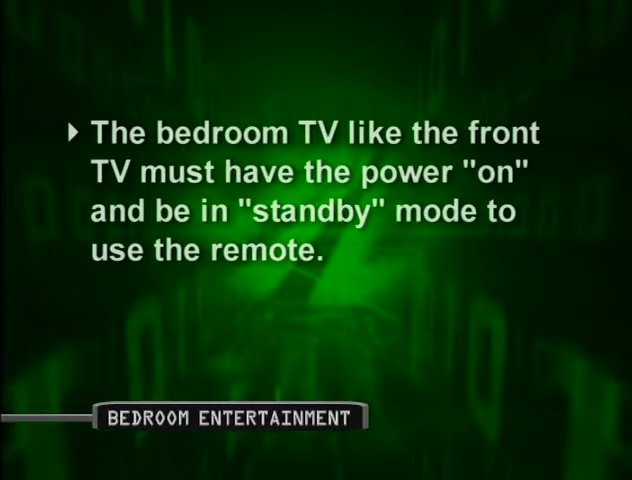 The bedroom TV like the front
TV must have the power "on"
and be in "standby" mode to
use the remote.
BEDROOM ENTERTAINMENT